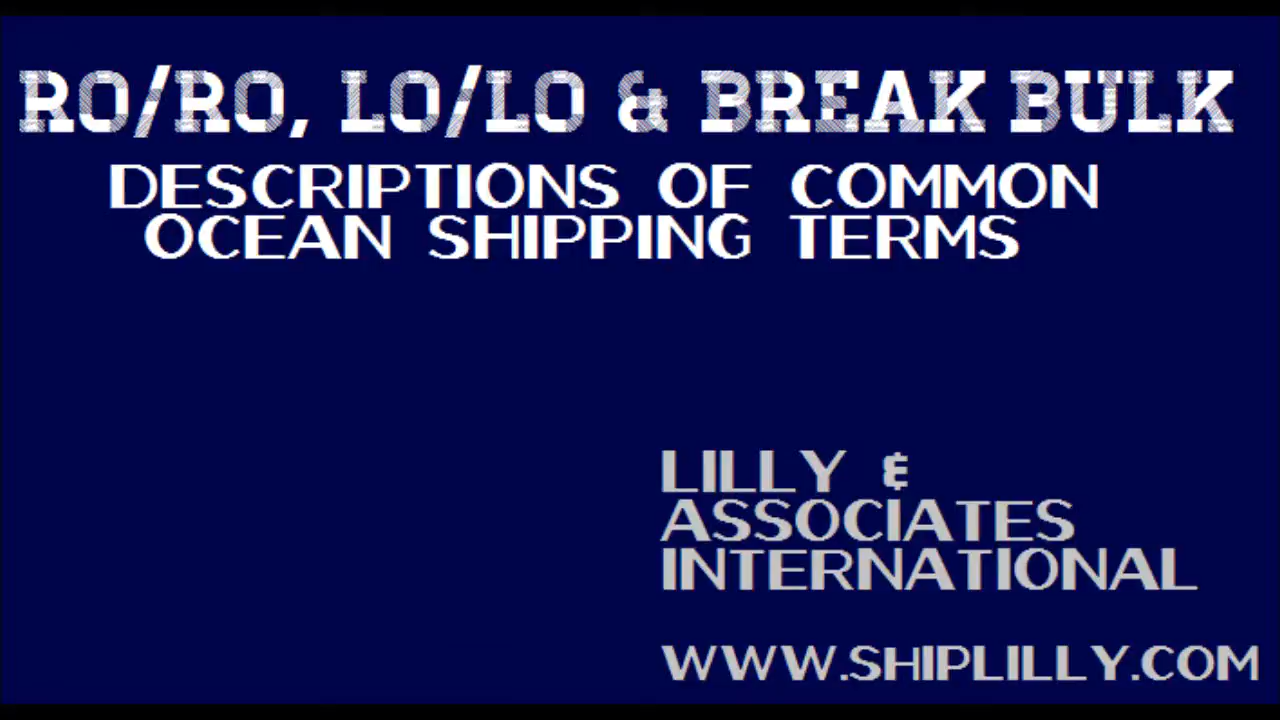 RO/RO, LO/LO & BREAK BULK
DESCRIPTIONS OF COMMON
OCEAN SHIPPING TERMS
LILLY &
ASSOCIATES
INTERNATIONAL
WWW.SHIPLILLY.COM